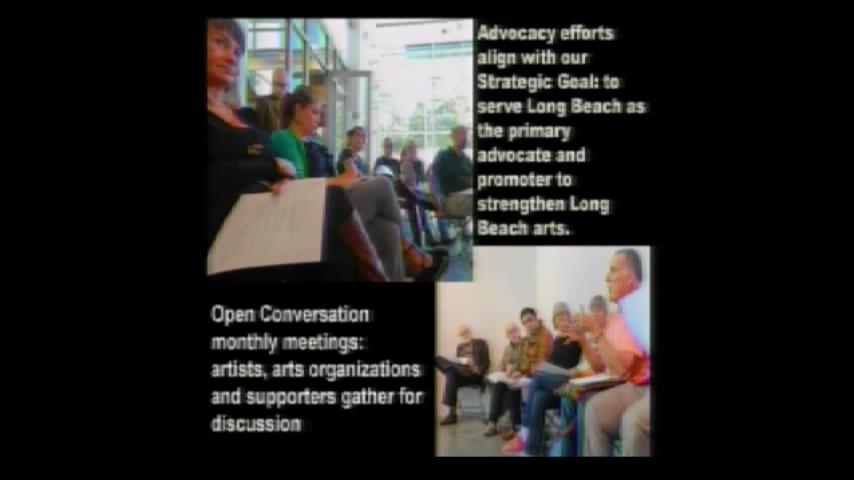 Advocacy efforts
align with our
Strategic Goal: to
serve Long Beach as
the primary
advocate and
promoter to
strengthen Long
Beach arts.
Open Conversation
monthly meetings:
artists, arts organizations
and supporters gather for
discussion